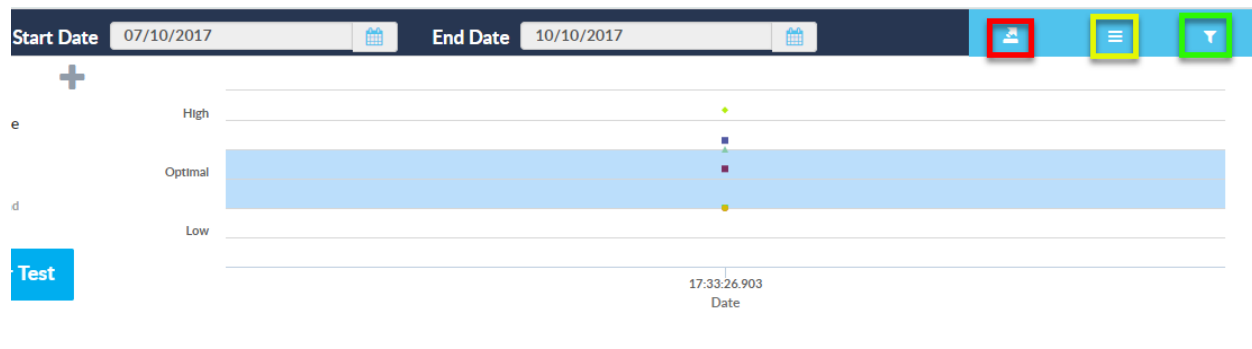 Start Date 07/10/2017 End Date 10/10/2017
High
e
Optimal
d
Low
Test
17:33:26.903
Date